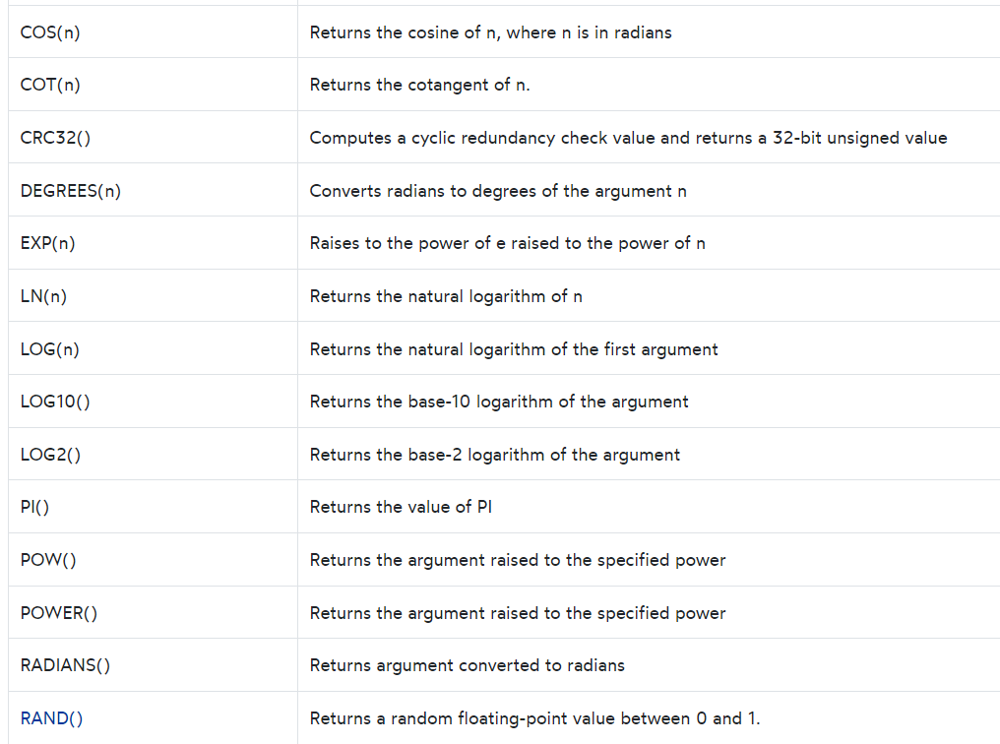 COS(n) Returns the cosine of n, where n is in radians
COT(n) Returns the cotangent of n.
CRC32() Computes a cyclic redundancy check value and returns a 32-bit unsigned value
DEGREES(n) Converts radians to degrees of the argument n
EXP(n) Raises to the power of e raised to the power of n
LN(n) Returns the natural logarithm of n
LOG(n) Returns the natural logarithm of the first argument
LOG10() Returns the base-10 logarithm of the argument
LOG2() Returns the base-2 logarithm of the argument
PI() Returns the value of PI
POW() Returns the argument raised to the specified power
POWER() Returns the argument raised to the specified power
RADIANS() Returns argument converted to radians
RAND() Returns a random floating-point value between 0 and 1.